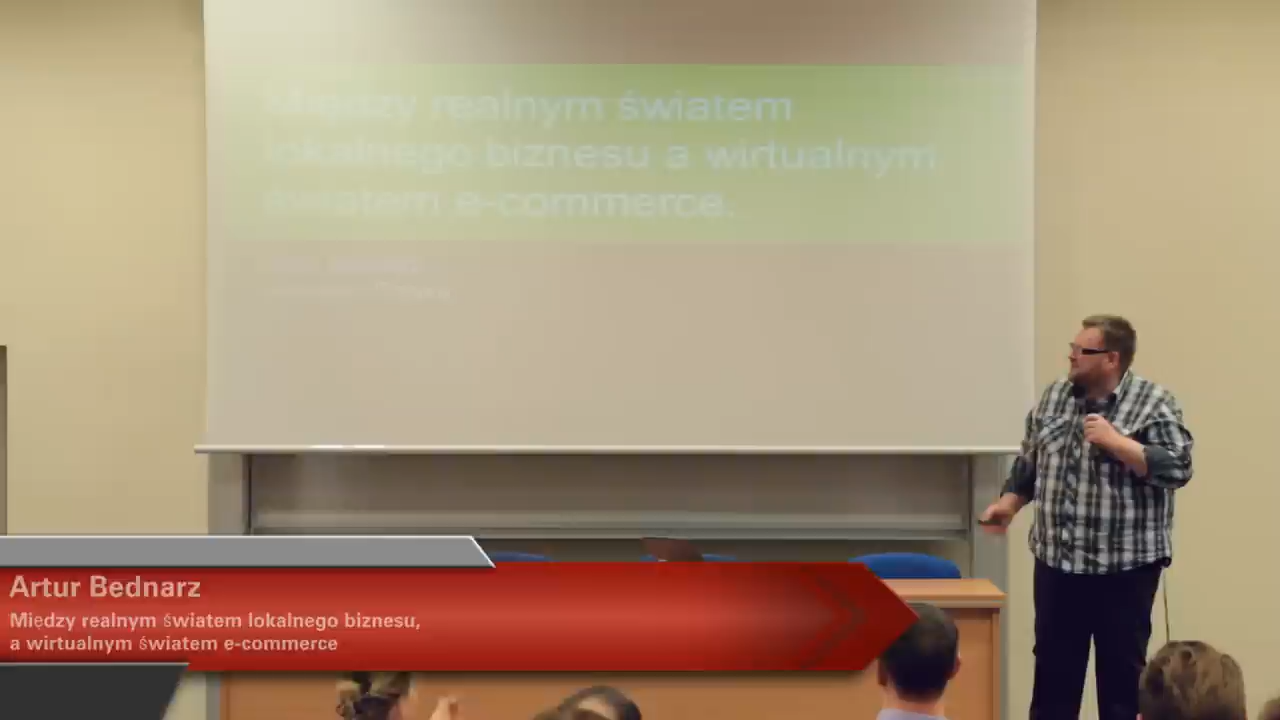 Między realnym światem
lokalnego biznesu a wirtualnym
światem e-commerce.
Artur Bednarz
Między realnym światem lokalnego biznesu,
a wirtualnym światem e-commerce